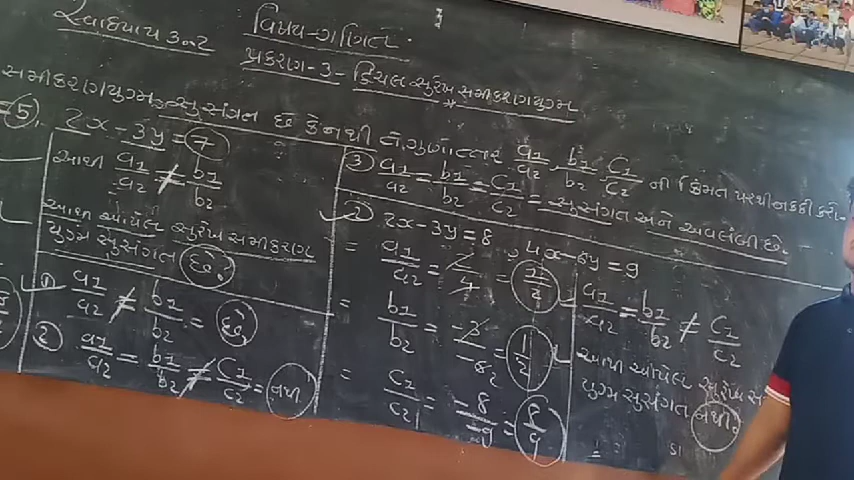 સ્વાધ્યાય 3.2
વિષય-ગણિત.
પ્રકરણ-3-દ્વિચલ સુરેખ સમીકરણયુગ્મ
સમીકરણયુગ્મ સુસંગત છે કે નથી તે ગુણોત્તર a1/a2, b1/b2, C1/C2 ની કિંમત પરથી નક્કી કરો.
=5, 2x-3y=7
આથી a1/a2 ≠ b1/b2
આથી આપેલ સુરેખ સમીકરણ
યુગ્મ સુસંગત છે.
① a1/a2 ≠ b1/b2 = છે
② a1/a2 = b1/b2 ≠ C1/C2 = નથી
③ a1/a2 = b1/b2 = C1/C2 = સુસંગત અને અવલંબી છે.
2x-3y=8, 4x-6y=9
= a1/a2 = 2/4 = 1/2
= b1/b2 = -3/-6 = 1/2
= C1/C2 = -8/-9 = 8/9
a1/a2 = b1/b2 ≠ C1/C2
આથી આપેલ સુરેખ સ
યુગ્મ સુસંગત નથી.